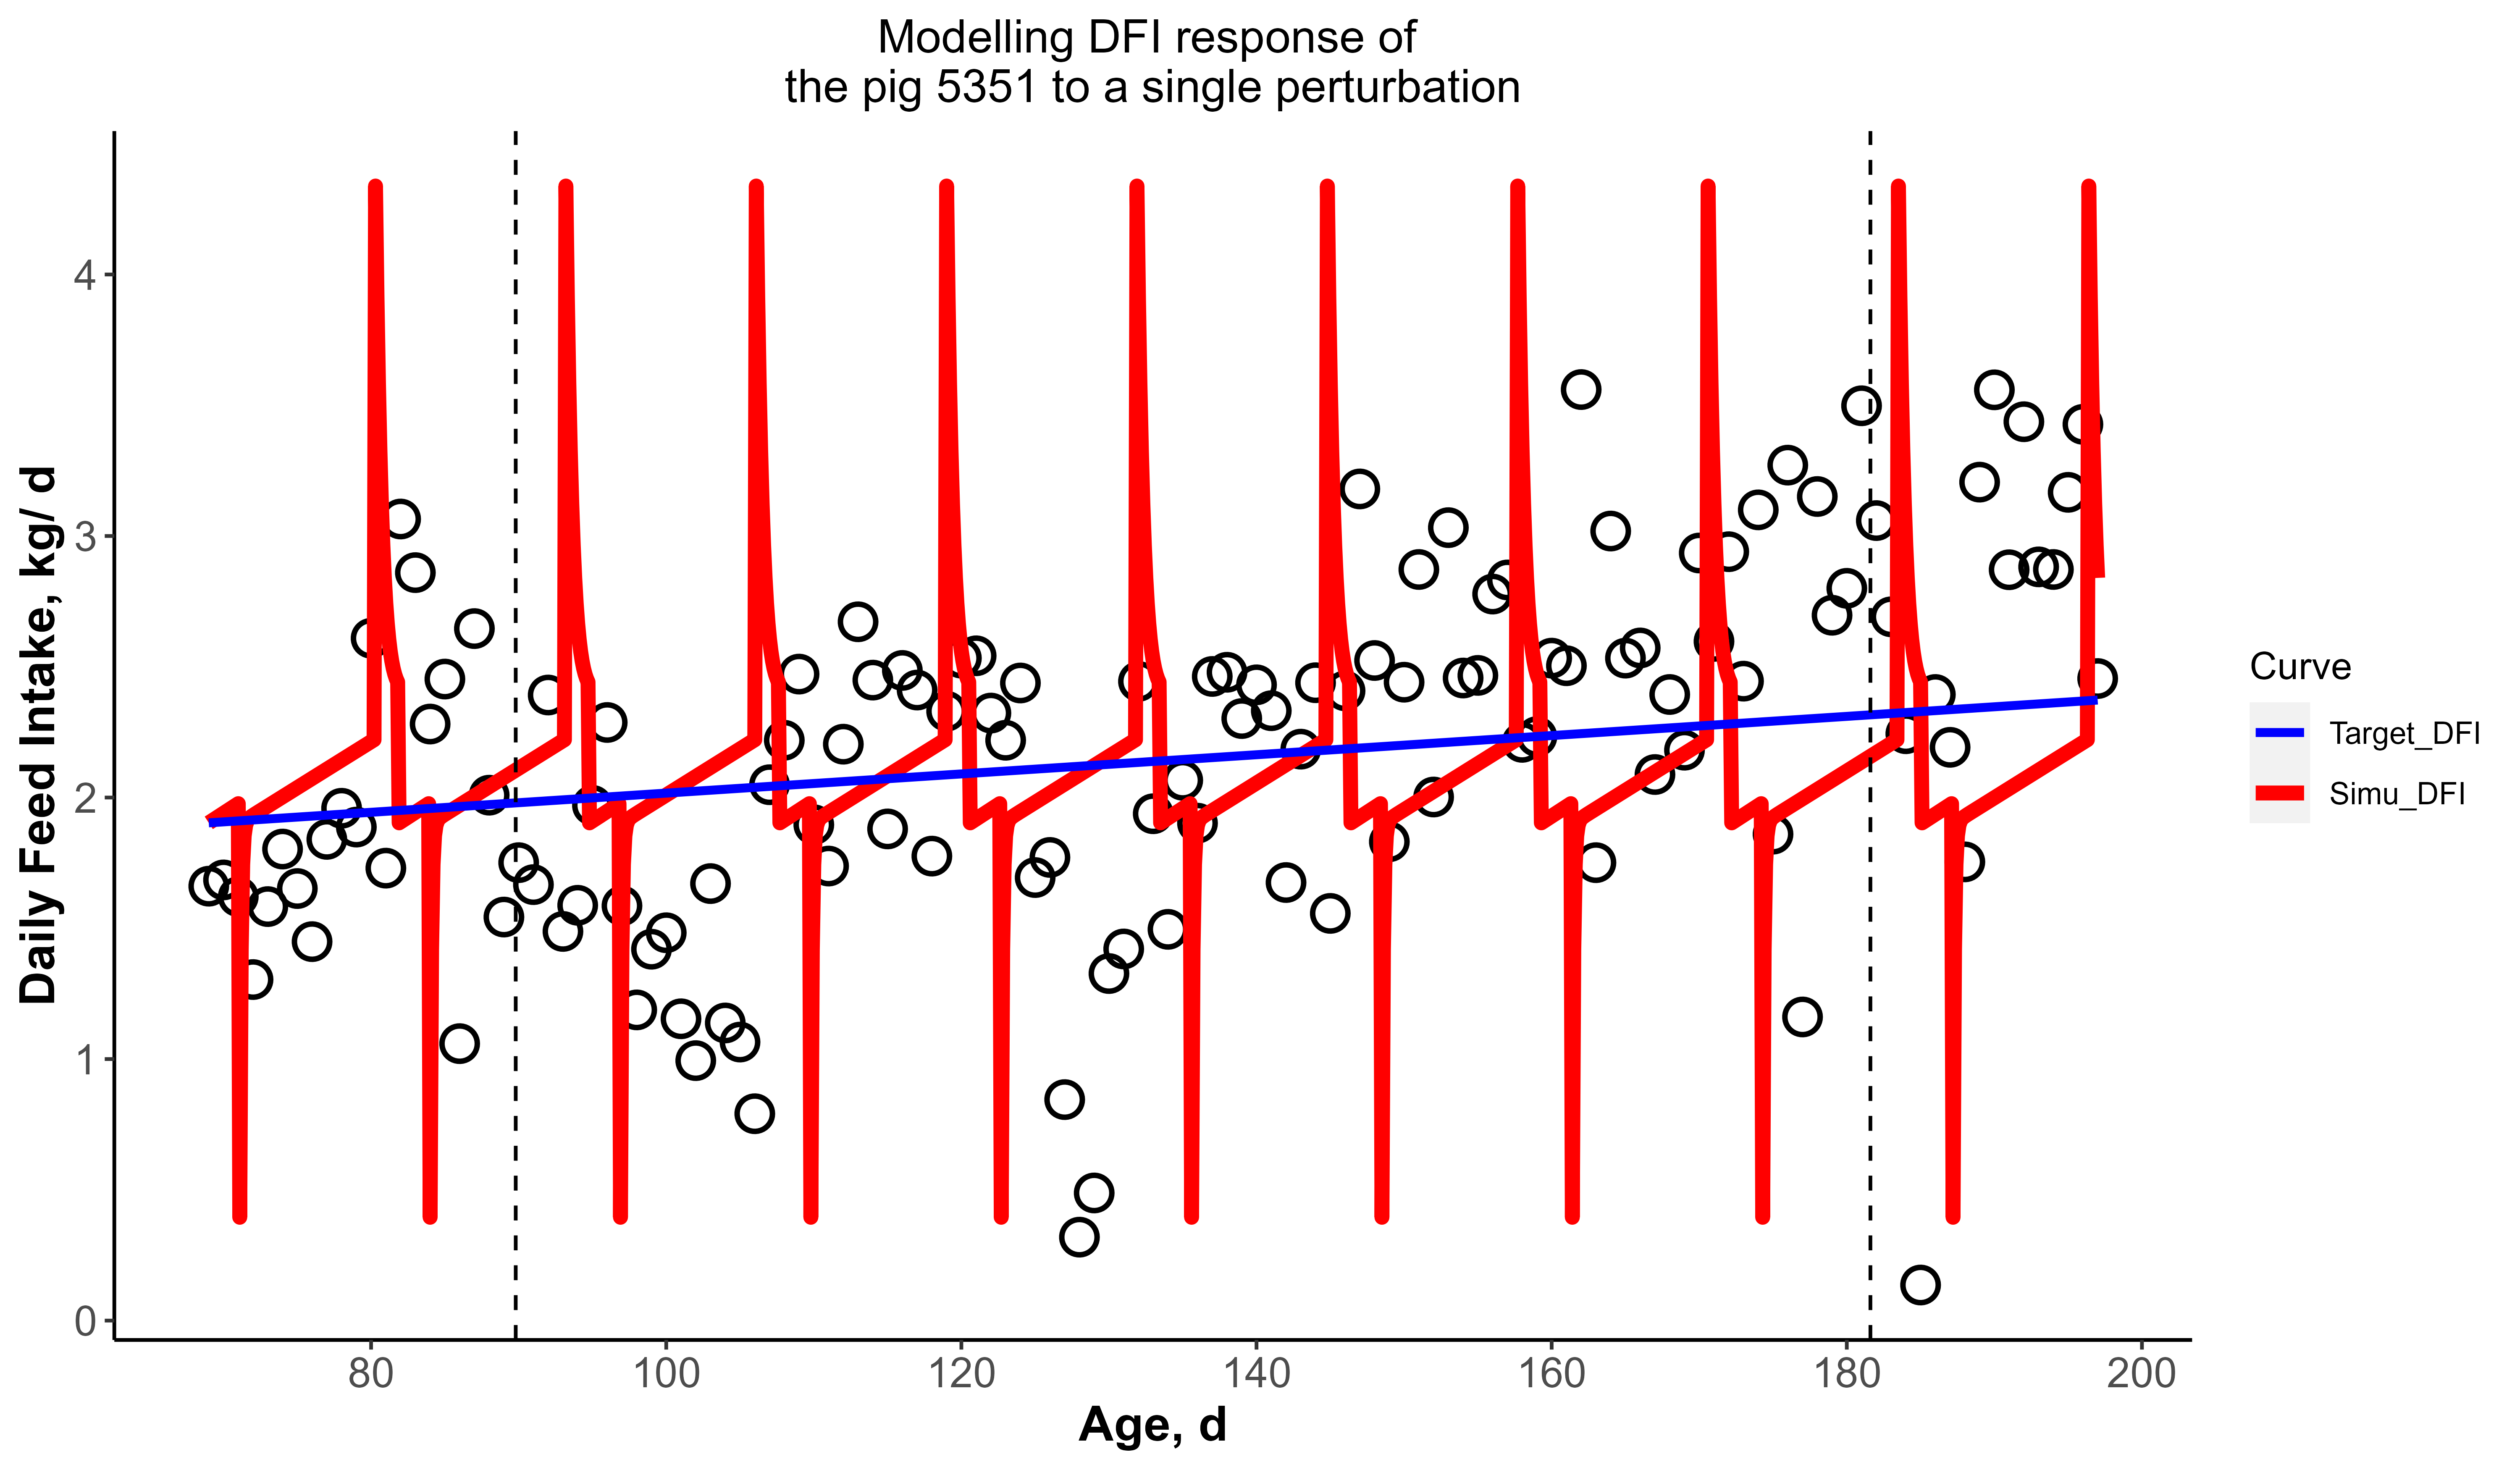 Modelling DFI response of
the pig 5351 to a single perturbation
Daily Feed Intake, kg/ d
4
3
2
1
0
80 100 120 140 160 180 200
Age, d
Curve
Target_DFI
Simu_DFI